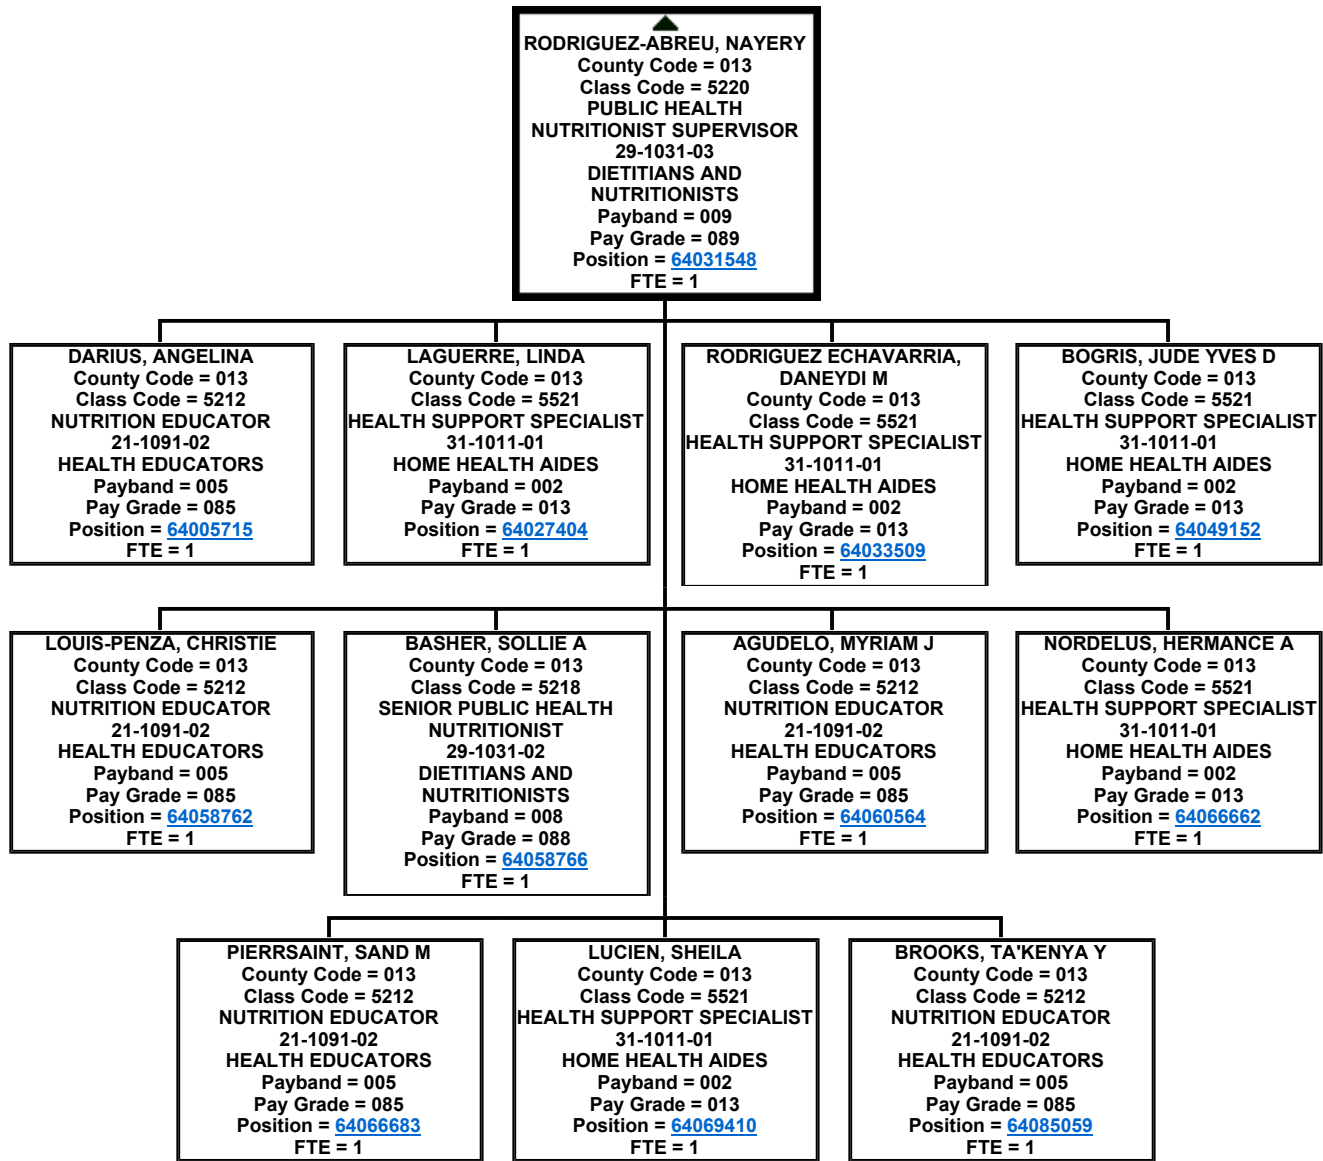 RODRIGUEZ-ABREU, NAYERY
County Code = 013
Class Code = 5220
PUBLIC HEALTH
NUTRITIONIST SUPERVISOR
29-1031-03
DIETITIANS AND
NUTRITIONISTS
Payband = 009
Pay Grade = 089
Position = 64031548
FTE = 1
DARIUS, ANGELINA
County Code = 013
Class Code = 5212
NUTRITION EDUCATOR
21-1091-02
HEALTH EDUCATORS
Payband = 005
Pay Grade = 085
Position = 64005715
FTE = 1
LAGUERRE, LINDA
County Code = 013
Class Code = 5521
HEALTH SUPPORT SPECIALIST
31-1011-01
HOME HEALTH AIDES
Payband = 002
Pay Grade = 013
Position = 64027404
FTE = 1
RODRIGUEZ ECHAVARRIA,
DANEYDI M
County Code = 013
Class Code = 5521
HEALTH SUPPORT SPECIALIST
31-1011-01
HOME HEALTH AIDES
Payband = 002
Pay Grade = 013
Position = 64033509
FTE = 1
BOGRIS, JUDE YVES D
County Code = 013
Class Code = 5521
HEALTH SUPPORT SPECIALIST
31-1011-01
HOME HEALTH AIDES
Payband = 002
Pay Grade = 013
Position = 64049152
FTE = 1
LOUIS-PENZA, CHRISTIE
County Code = 013
Class Code = 5212
NUTRITION EDUCATOR
21-1091-02
HEALTH EDUCATORS
Payband = 005
Pay Grade = 085
Position = 64058762
FTE = 1
BASHER, SOLLIE A
County Code = 013
Class Code = 5218
SENIOR PUBLIC HEALTH
NUTRITIONIST
29-1031-02
DIETITIANS AND
NUTRITIONISTS
Payband = 008
Pay Grade = 088
Position = 64058766
FTE = 1
AGUDELO, MYRIAM J
County Code = 013
Class Code = 5212
NUTRITION EDUCATOR
21-1091-02
HEALTH EDUCATORS
Payband = 005
Pay Grade = 085
Position = 64060564
FTE = 1
NORDELUS, HERMANCE A
County Code = 013
Class Code = 5521
HEALTH SUPPORT SPECIALIST
31-1011-01
HOME HEALTH AIDES
Payband = 002
Pay Grade = 013
Position = 64066662
FTE = 1
PIERRSAINT, SAND M
County Code = 013
Class Code = 5212
NUTRITION EDUCATOR
21-1091-02
HEALTH EDUCATORS
Payband = 005
Pay Grade = 085
Position = 64066683
FTE = 1
LUCIEN, SHEILA
County Code = 013
Class Code = 5521
HEALTH SUPPORT SPECIALIST
31-1011-01
HOME HEALTH AIDES
Payband = 002
Pay Grade = 013
Position = 64069410
FTE = 1
BROOKS, TA'KENYA Y
County Code = 013
Class Code = 5212
NUTRITION EDUCATOR
21-1091-02
HEALTH EDUCATORS
Payband = 005
Pay Grade = 085
Position = 64085059
FTE = 1